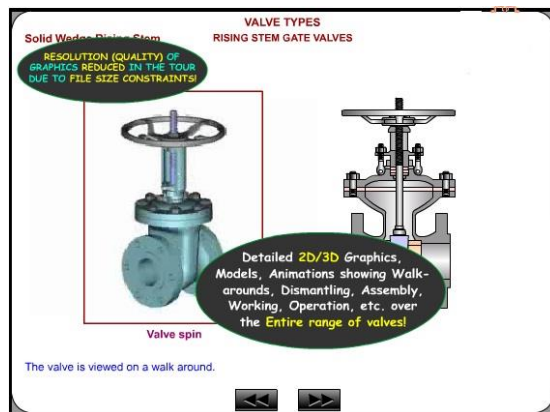 VALVE TYPES
Solid Wedge Rising Stem
RISING STEM GATE VALVES
RESOLUTION (QUALITY) OF
GRAPHICS REDUCED IN THE TOUR
DUE TO FILE SIZE CONSTRAINTS!
Detailed 2D/3D Graphics,
Models, Animations showing Walk-
arounds, Dismantling, Assembly,
Working, Operation, etc. over
the Entire range of valves!
Valve spin
The valve is viewed on a walk around.